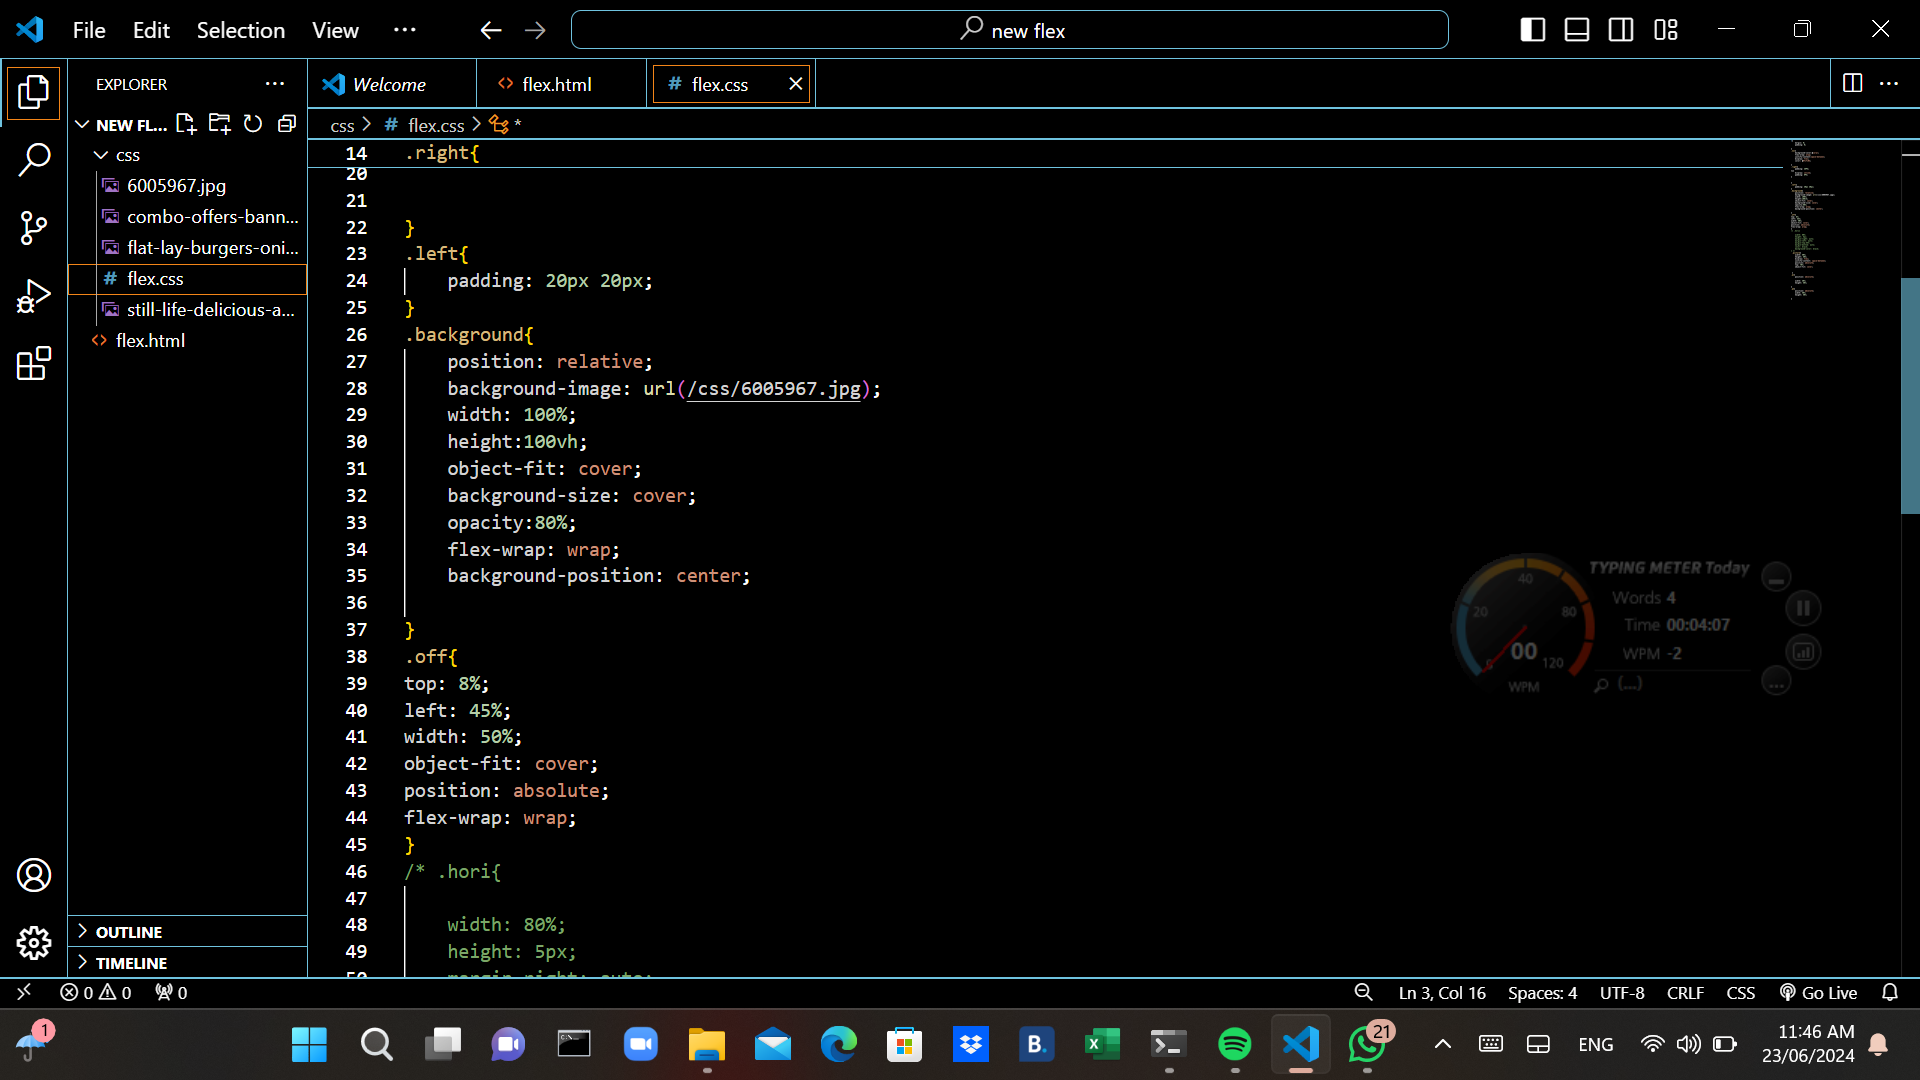 File Edit Selection View ··· new flex
EXPLORER ···
NEW FL...
css
6005967.jpg
combo-offers-bann...
flat-lay-burgers-oni...
flex.css
still-life-delicious-a...
flex.html
OUTLINE
TIMELINE
Welcome flex.html # flex.css
css > # flex.css > *
14 .right{
20
21
22 }
23 .left{
24 padding: 20px 20px;
25 }
26 .background{
27 position: relative;
28 background-image: url(/css/6005967.jpg);
29 width: 100%;
30 height:100vh;
31 object-fit: cover;
32 background-size: cover;
33 opacity:80%;
34 flex-wrap: wrap;
35 background-position: center;
36
37 }
38 .off{
39 top: 8%;
40 left: 45%;
41 width: 50%;
42 object-fit: cover;
43 position: absolute;
44 flex-wrap: wrap;
45 }
46 /* .hori{
47
48 width: 80%;
49 height: 5px;
50 margin-right: auto;
TYPING METER Today
Words 4
Time 00:04:07
WPM -2
(...)
0 20 40 80 120
00
WPM
0 0 0 Ln 3, Col 16 Spaces: 4 UTF-8 CRLF CSS Go Live
1 B. 21 ENG 11:46 AM
23/06/2024